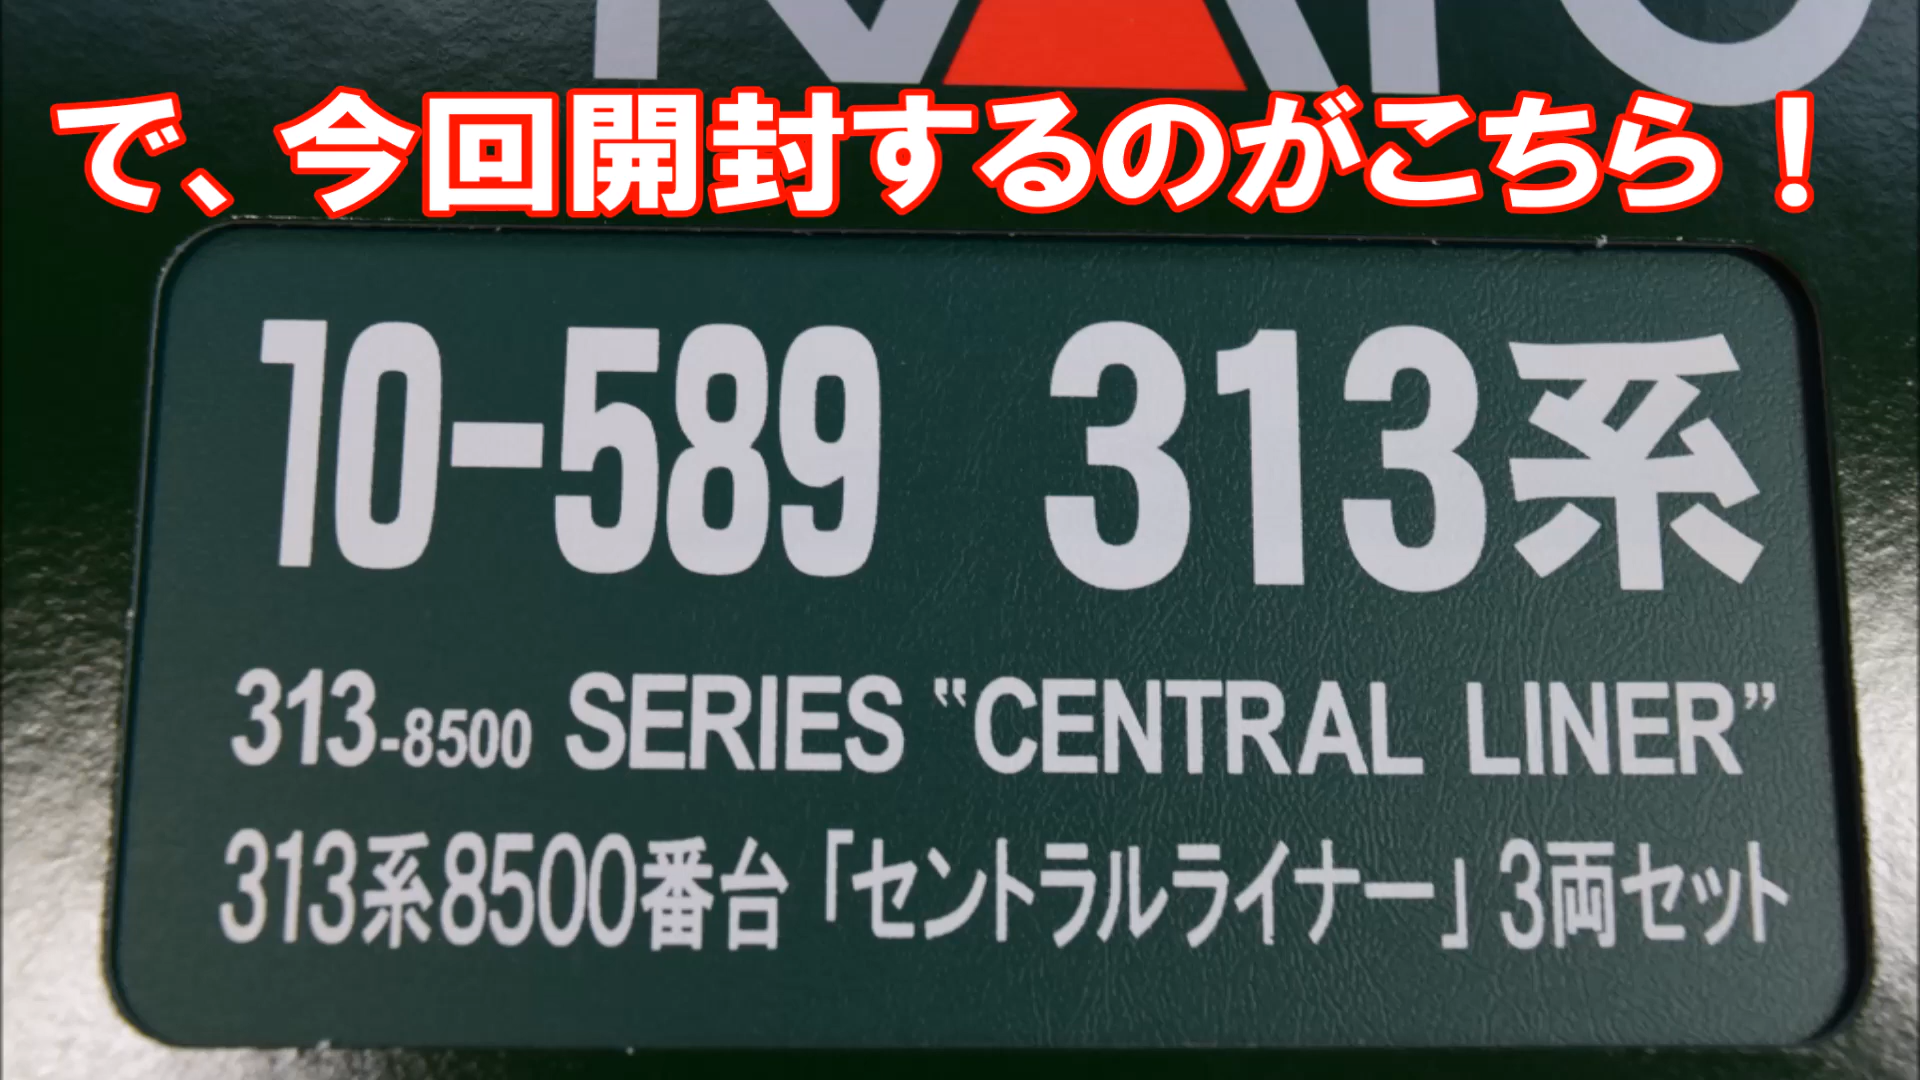 KATO
で、今回開封するのがこちら！
10-589 313系
313-8500 SERIES “CENTRAL LINER”
313系8500番台「セントラルライナー」3両セット